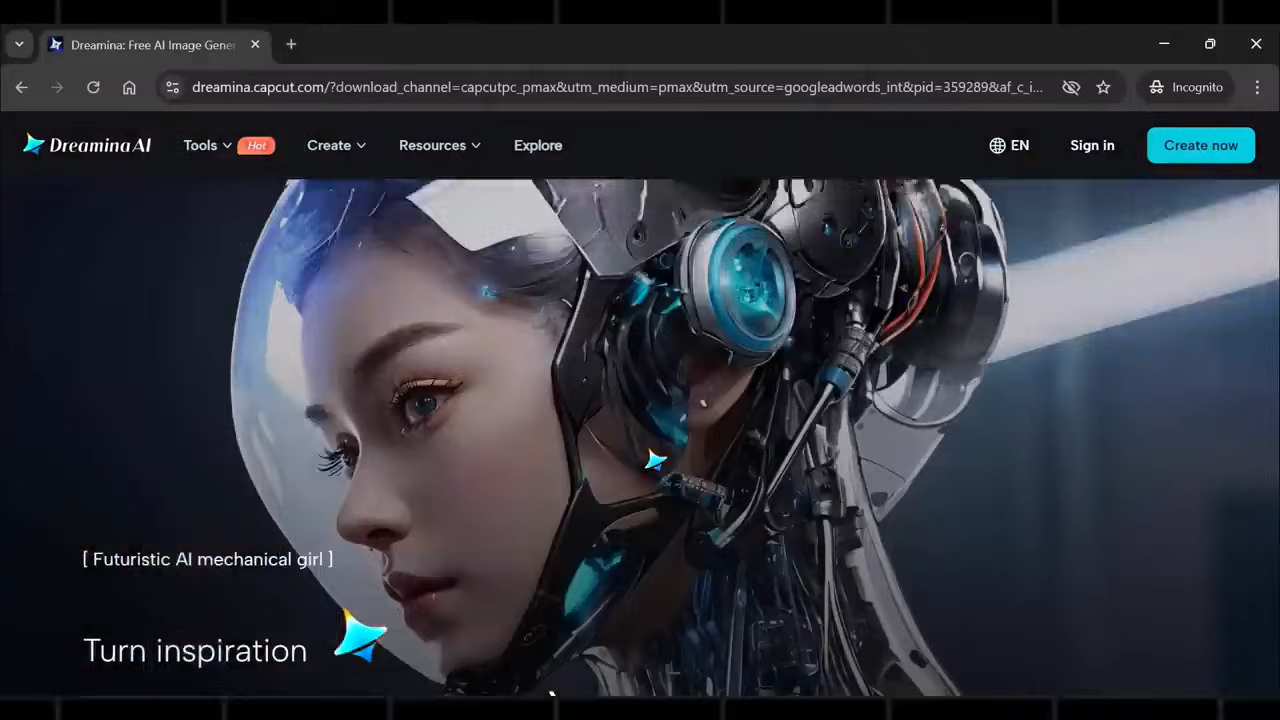 Dreamina: Free AI Image Gener
dreamina.capcut.com/?download_channel=capcutpc_pmax&utm_medium=pmax&utm_source=googleadwords_int&pid=359289&af_c_i...
Incognito
Dreamina AI
Tools
Hot
Create
Resources
Explore
EN
Sign in
Create now
[ Futuristic AI mechanical girl ]
Turn inspiration